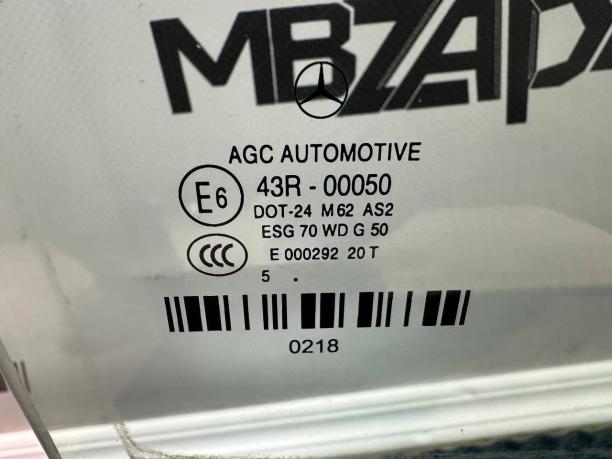 MBZAP
AGC AUTOMOTIVE
E6
43R - 00050
DOT-24 M62 AS2
ESG 70 WD G 50
CCC
E 000292 20 T
5 .
0218